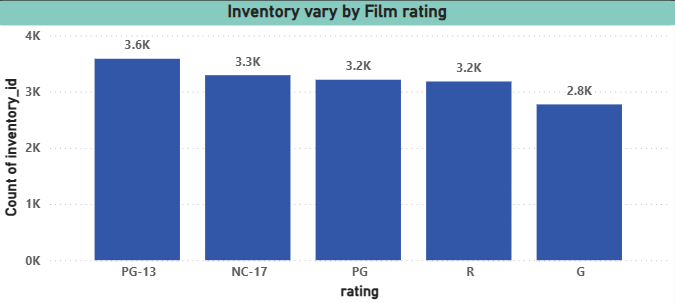 Inventory vary by Film rating
Count of inventory_id
4K
3K
2K
1K
0K
3.6K
3.3K
3.2K
3.2K
2.8K
PG-13
NC-17
PG
R
G
rating